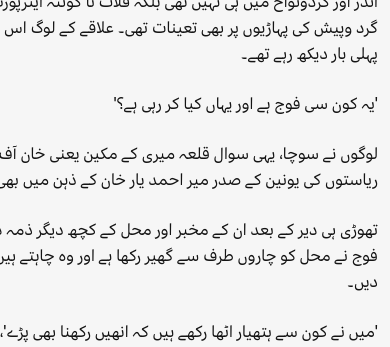 اندر اور گردونواح میں ہی نہیں تھی بلکہ قلات تا کوئٹہ
گرد وپیش کی پہاڑیوں پر بھی تعینات تھی۔ علاقے کے لوگ اس
پہلی بار دیکھ رہے تھے۔
'یہ کون سی فوج ہے اور یہاں کیا کر رہی ہے؟'
لوگوں نے سوچا، یہی سوال قلعہ میری کے مکین یعنی خان آف
ریاستوں کی یونین کے صدر میر احمد یار خان کے ذہن میں بھی
تھوڑی ہی دیر کے بعد ان کے مخبر اور محل کے کچھ دیگر ذمہ
فوج نے محل کو چاروں طرف سے گھیر رکھا ہے اور وہ چاہتے
دیں۔
'میں نے کون سے ہتھیار اٹھا رکھے ہیں کہ انھیں رکھنا بھی پڑے'،